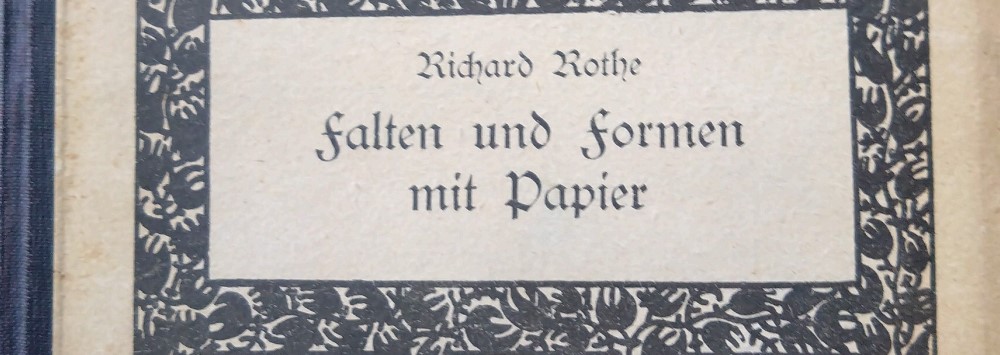 Richard Rothe
Falten und Formen
mit Papier